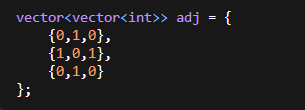 vector<vector<int>> adj = {
    {0,1,0},
    {1,0,1},
    {0,1,0}
};